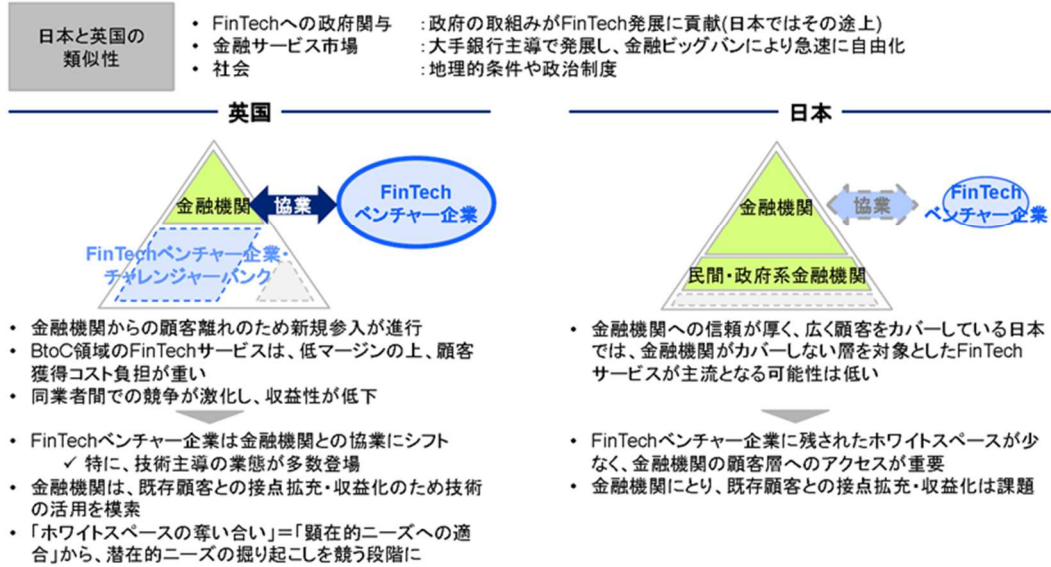 日本と英国の
類似性
・ FinTechへの政府関与 :政府の取組みがFinTech発展に貢献(日本ではその途上)
・ 金融サービス市場 :大手銀行主導で発展し、金融ビッグバンにより急速に自由化
・ 社会 :地理的条件や政治制度
英国
金融機関
協業
FinTech
ベンチャー企業
FinTechベンチャー企業・
チャレンジャーバンク
・ 金融機関からの顧客離れのため新規参入が進行
・ BtoC領域のFinTechサービスは、低マージンの上、顧客
獲得コスト負担が重い
・ 同業者間での競争が激化し、収益性が低下
・ FinTechベンチャー企業は金融機関との協業にシフト
✓ 特に、技術主導の業態が多数登場
・ 金融機関は、既存顧客との接点拡充・収益化のため技術
の活用を模索
・ 「ホワイトスペースの奪い合い」＝「顕在的ニーズへの適
合」から、潜在的ニーズの掘り起こしを競う段階に
日本
金融機関
協業
FinTech
ベンチャー企業
民間・政府系金融機関
・ 金融機関への信頼が厚く、広く顧客をカバーしている日本
では、金融機関がカバーしない層を対象としたFinTech
サービスが主流となる可能性は低い
・ FinTechベンチャー企業に残されたホワイトスペースが少
なく、金融機関の顧客層へのアクセスが重要
・ 金融機関にとり、既存顧客との接点拡充・収益化は課題